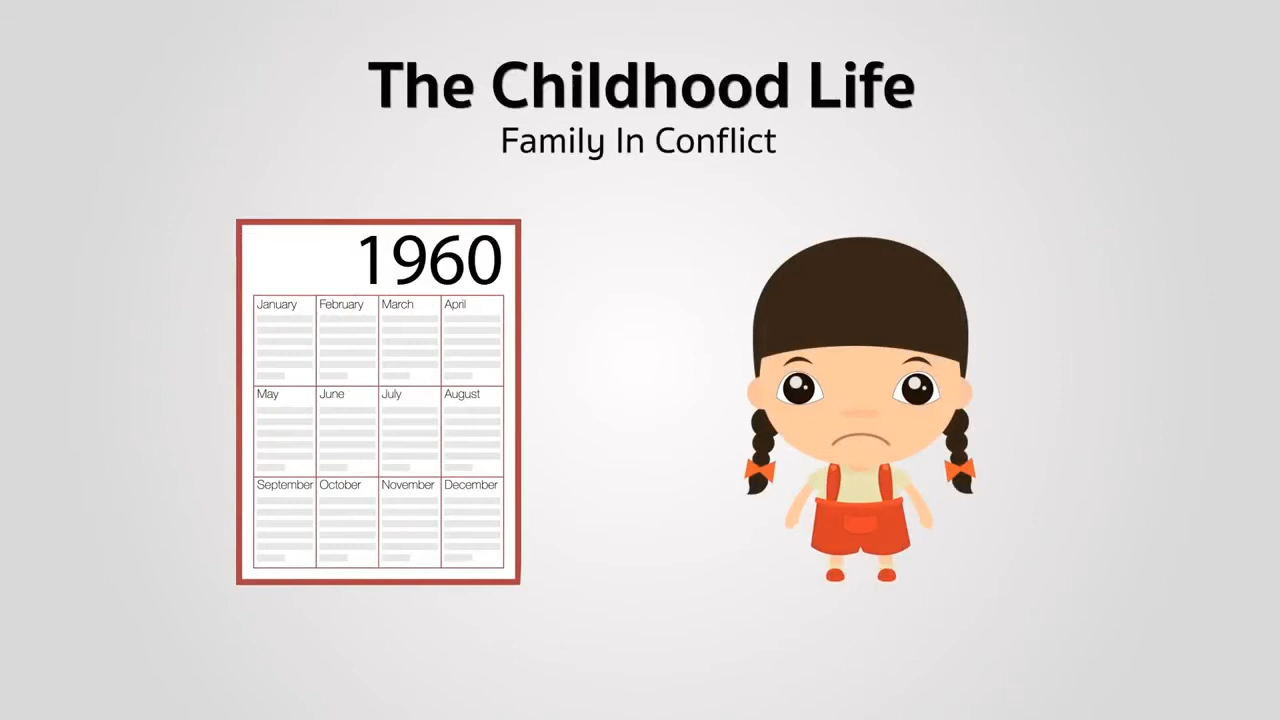 The Childhood Life
Family In Conflict
1960
January February March April
May June July August
September October November December